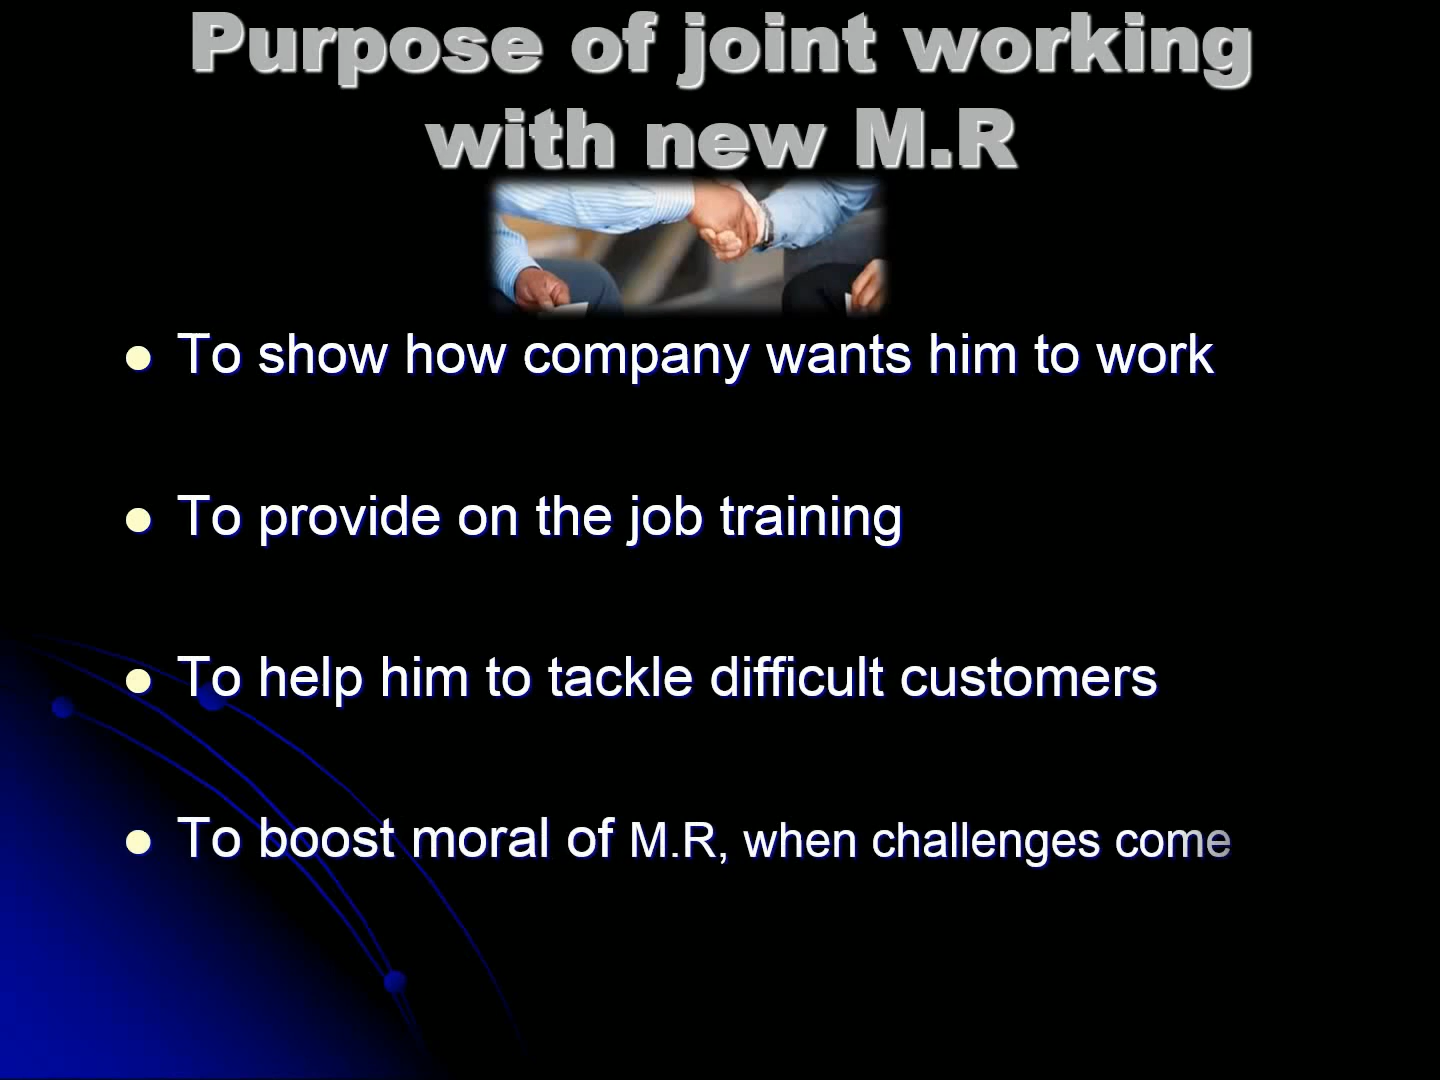 Purpose of joint working
with new M.R
To show how company wants him to work
To provide on the job training
To help him to tackle difficult customers
To boost moral of M.R, when challenges come